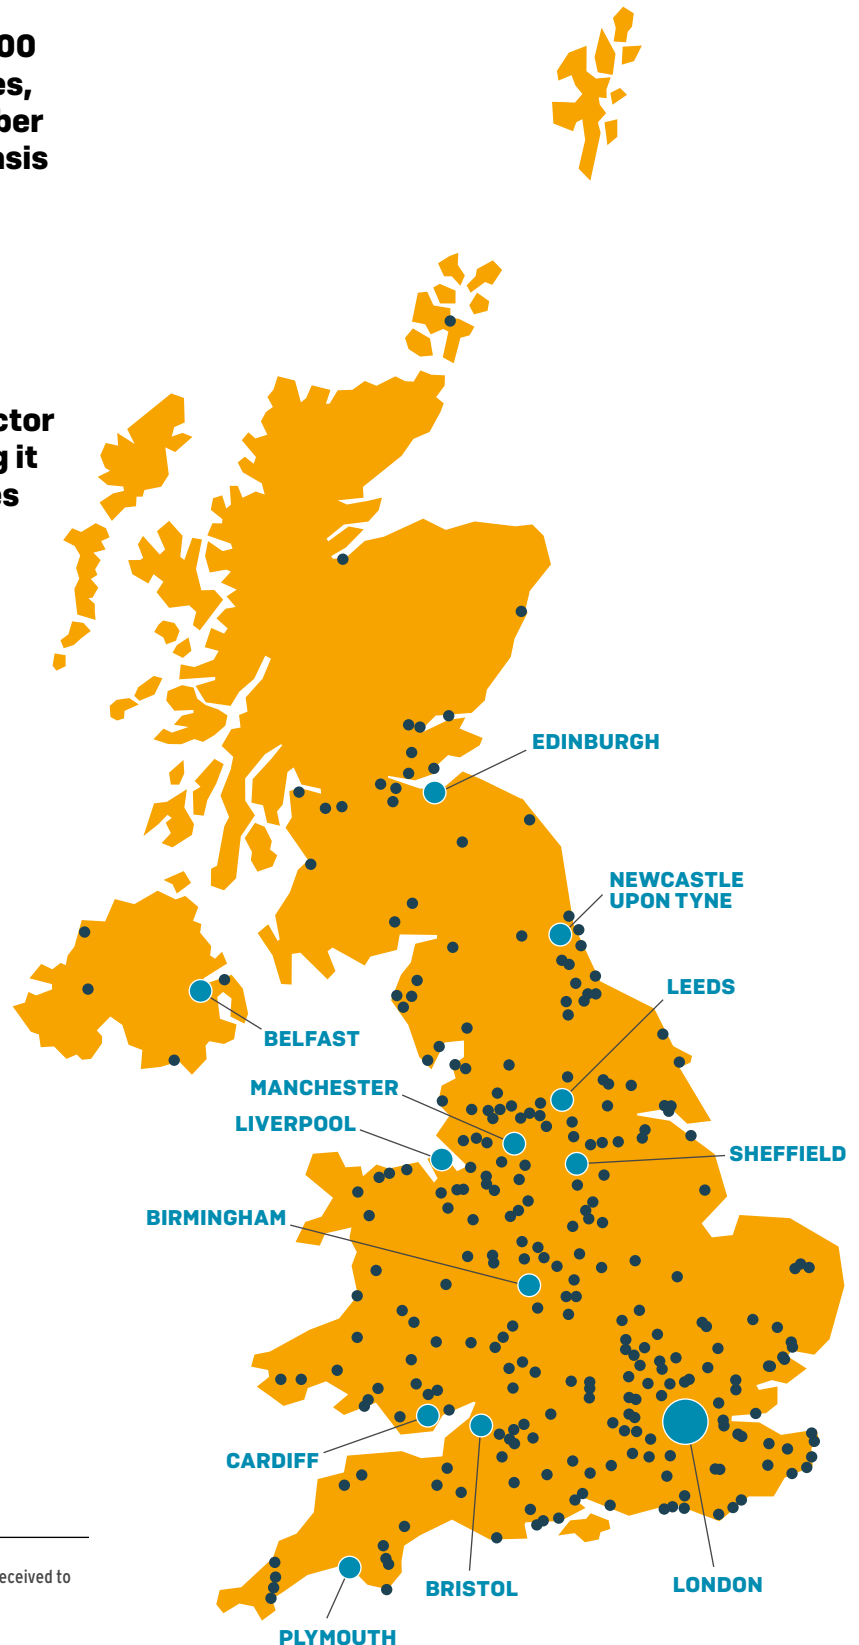 00
es,
ber
asis
ctor
g it
es
EDINBURGH
NEWCASTLE
UPON TYNE
LEEDS
BELFAST
MANCHESTER
LIVERPOOL
SHEFFIELD
BIRMINGHAM
CARDIFF
BRISTOL
LONDON
PLYMOUTH
eceived to